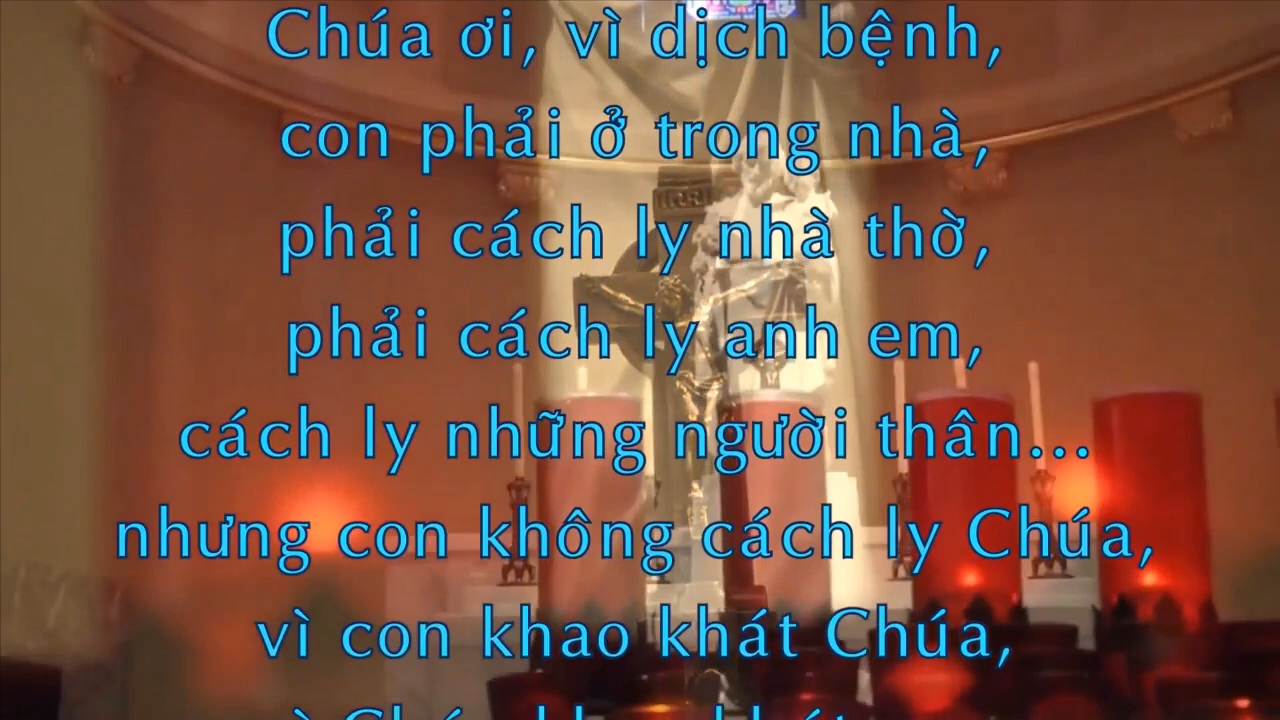 Chúa ơi, vì dịch bệnh,
con phải ở trong nhà,
phải cách ly nhà thờ,
phải cách ly anh em,
cách ly những người thân...
nhưng con không cách ly Chúa,
vì con khao khát Chúa,